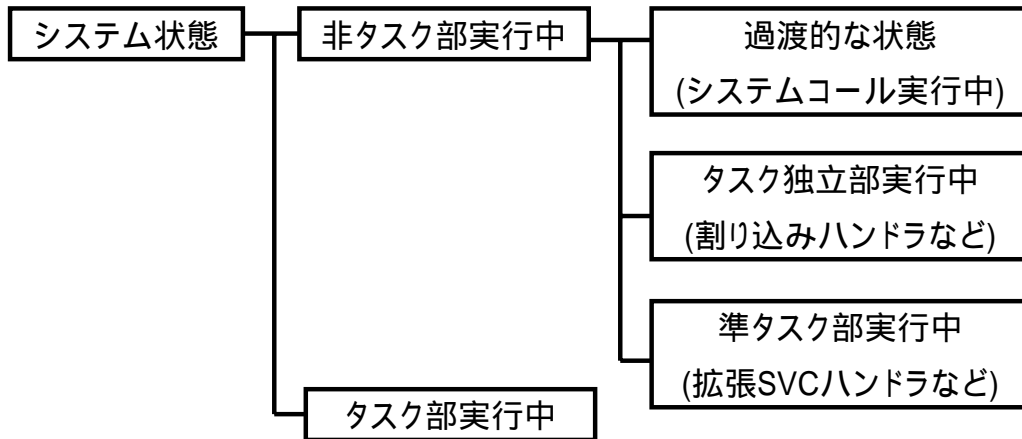 システム状態
非タスク部実行中
過渡的な状態
(システムコール実行中)
タスク独立部実行中
(割り込みハンドラなど)
準タスク部実行中
(拡張SVCハンドラなど)
タスク部実行中